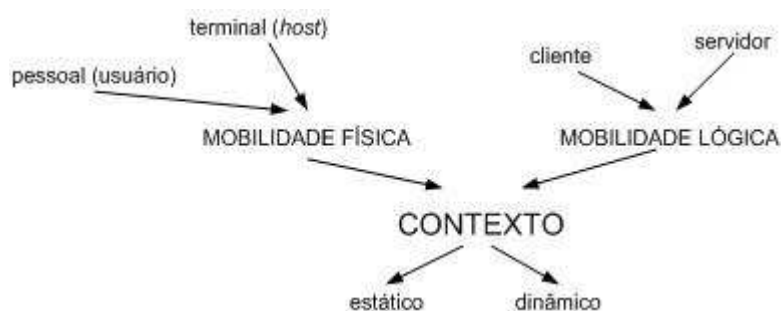 terminal (host)
servidor
cliente
pessoal (usuário)
MOBILIDADE FÍSICA
MOBILIDADE LÓGICA
CONTEXTO
estático
dinâmico